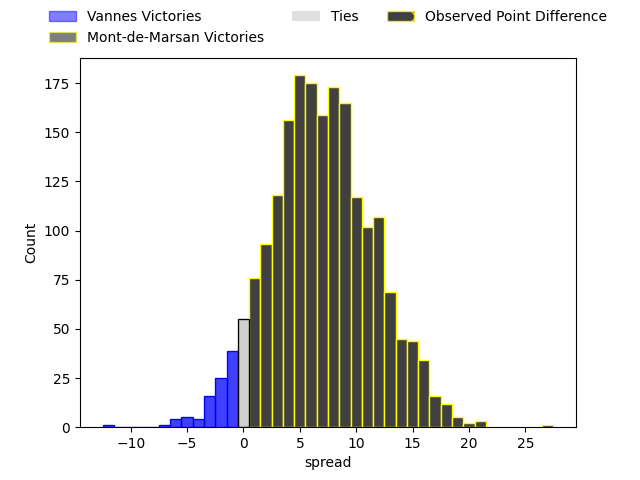 Vannes Victories
Mont-de-Marsan Victories
Ties
Observed Point Difference
Count
175
150
125
100
75
50
25
0
−10 −5 0 5 10 15 20 25
spread